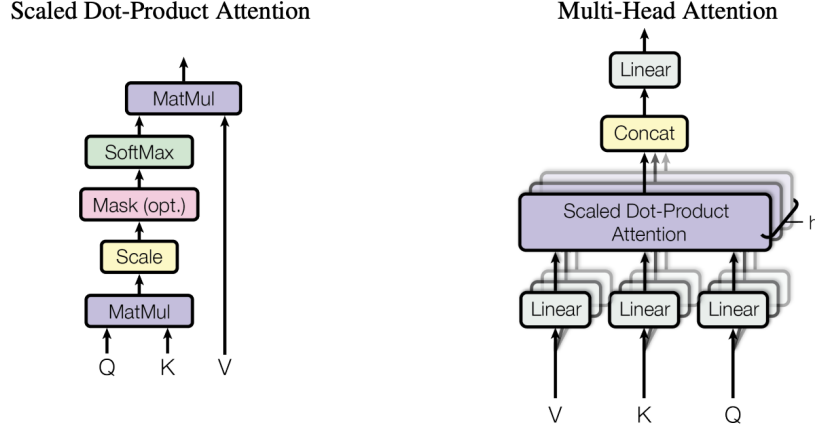 Scaled Dot-Product Attention
MatMul
SoftMax
Mask (opt.)
Scale
MatMul
Q K V
Multi-Head Attention
Linear
Concat
Scaled Dot-Product
Attention
h
Linear Linear Linear
V K Q